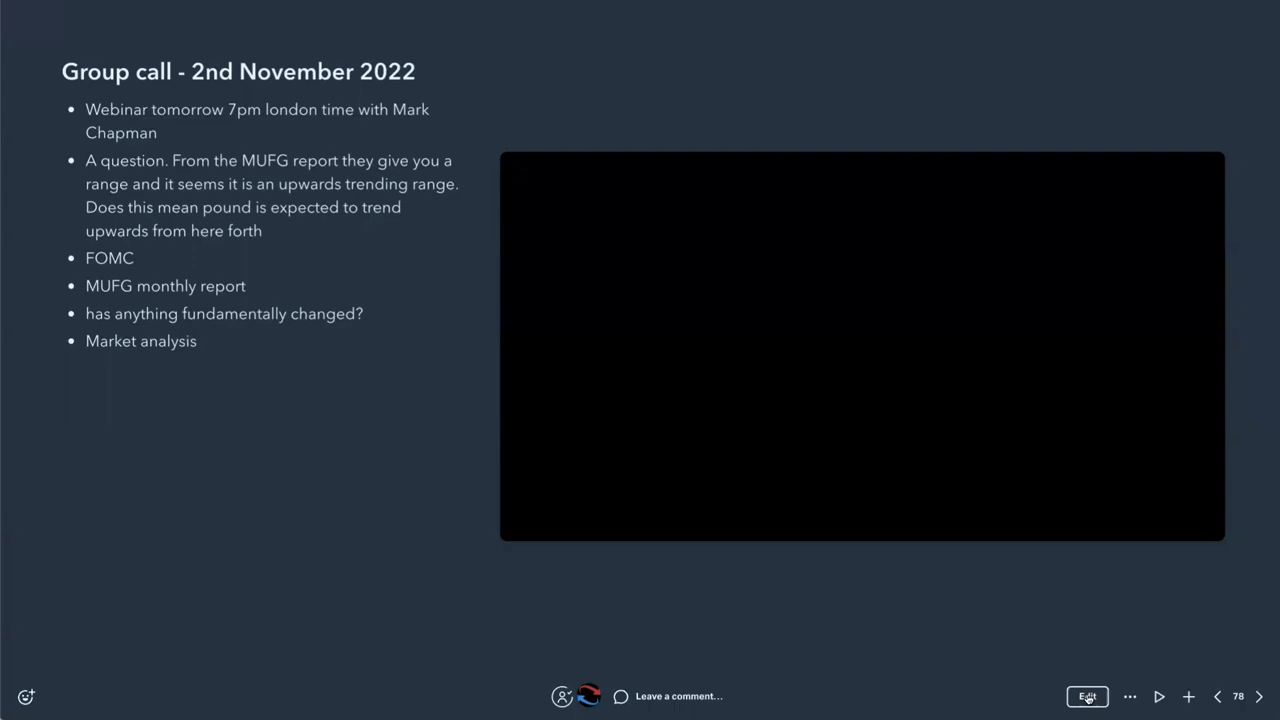 Group call - 2nd November 2022
Webinar tomorrow 7pm london time with Mark
Chapman
A question. From the MUFG report they give you a
range and it seems it is an upwards trending range.
Does this mean pound is expected to trend
upwards from here forth
FOMC
MUFG monthly report
has anything fundamentally changed?
Market analysis
Leave a comment...
Edit
78